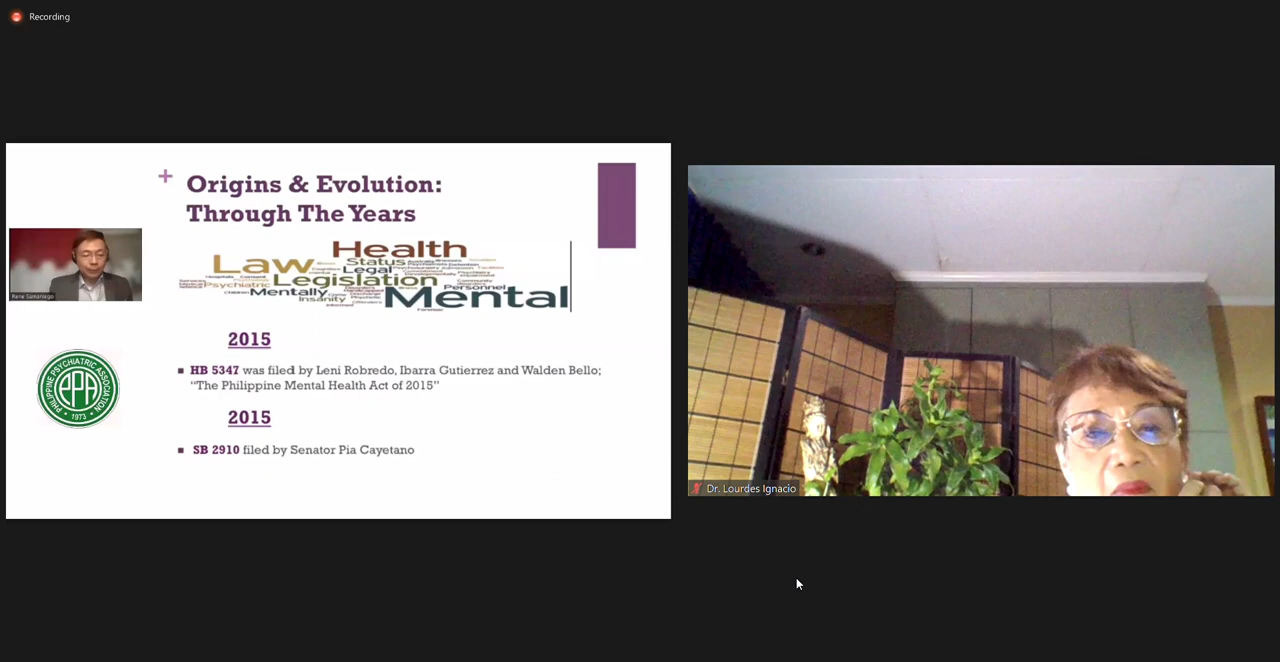 Recording
+ Origins & Evolution:
Through The Years
Health
Law
Status
Legal
Psychiatric
Legislation
Mentally
Insanity
Personnel
Mental
Rene Samaniego
2015
▪ HB 5347 was filed by Leni Robredo, Ibarra Gutierrez and Walden Bello;
“The Philippine Mental Health Act of 2015”
PHILIPPINE PSYCHIATRIC ASSOCIATION
PPA
• 1973 •
2015
▪ SB 2910 filed by Senator Pia Cayetano
Dr. Lourdes Ignacio